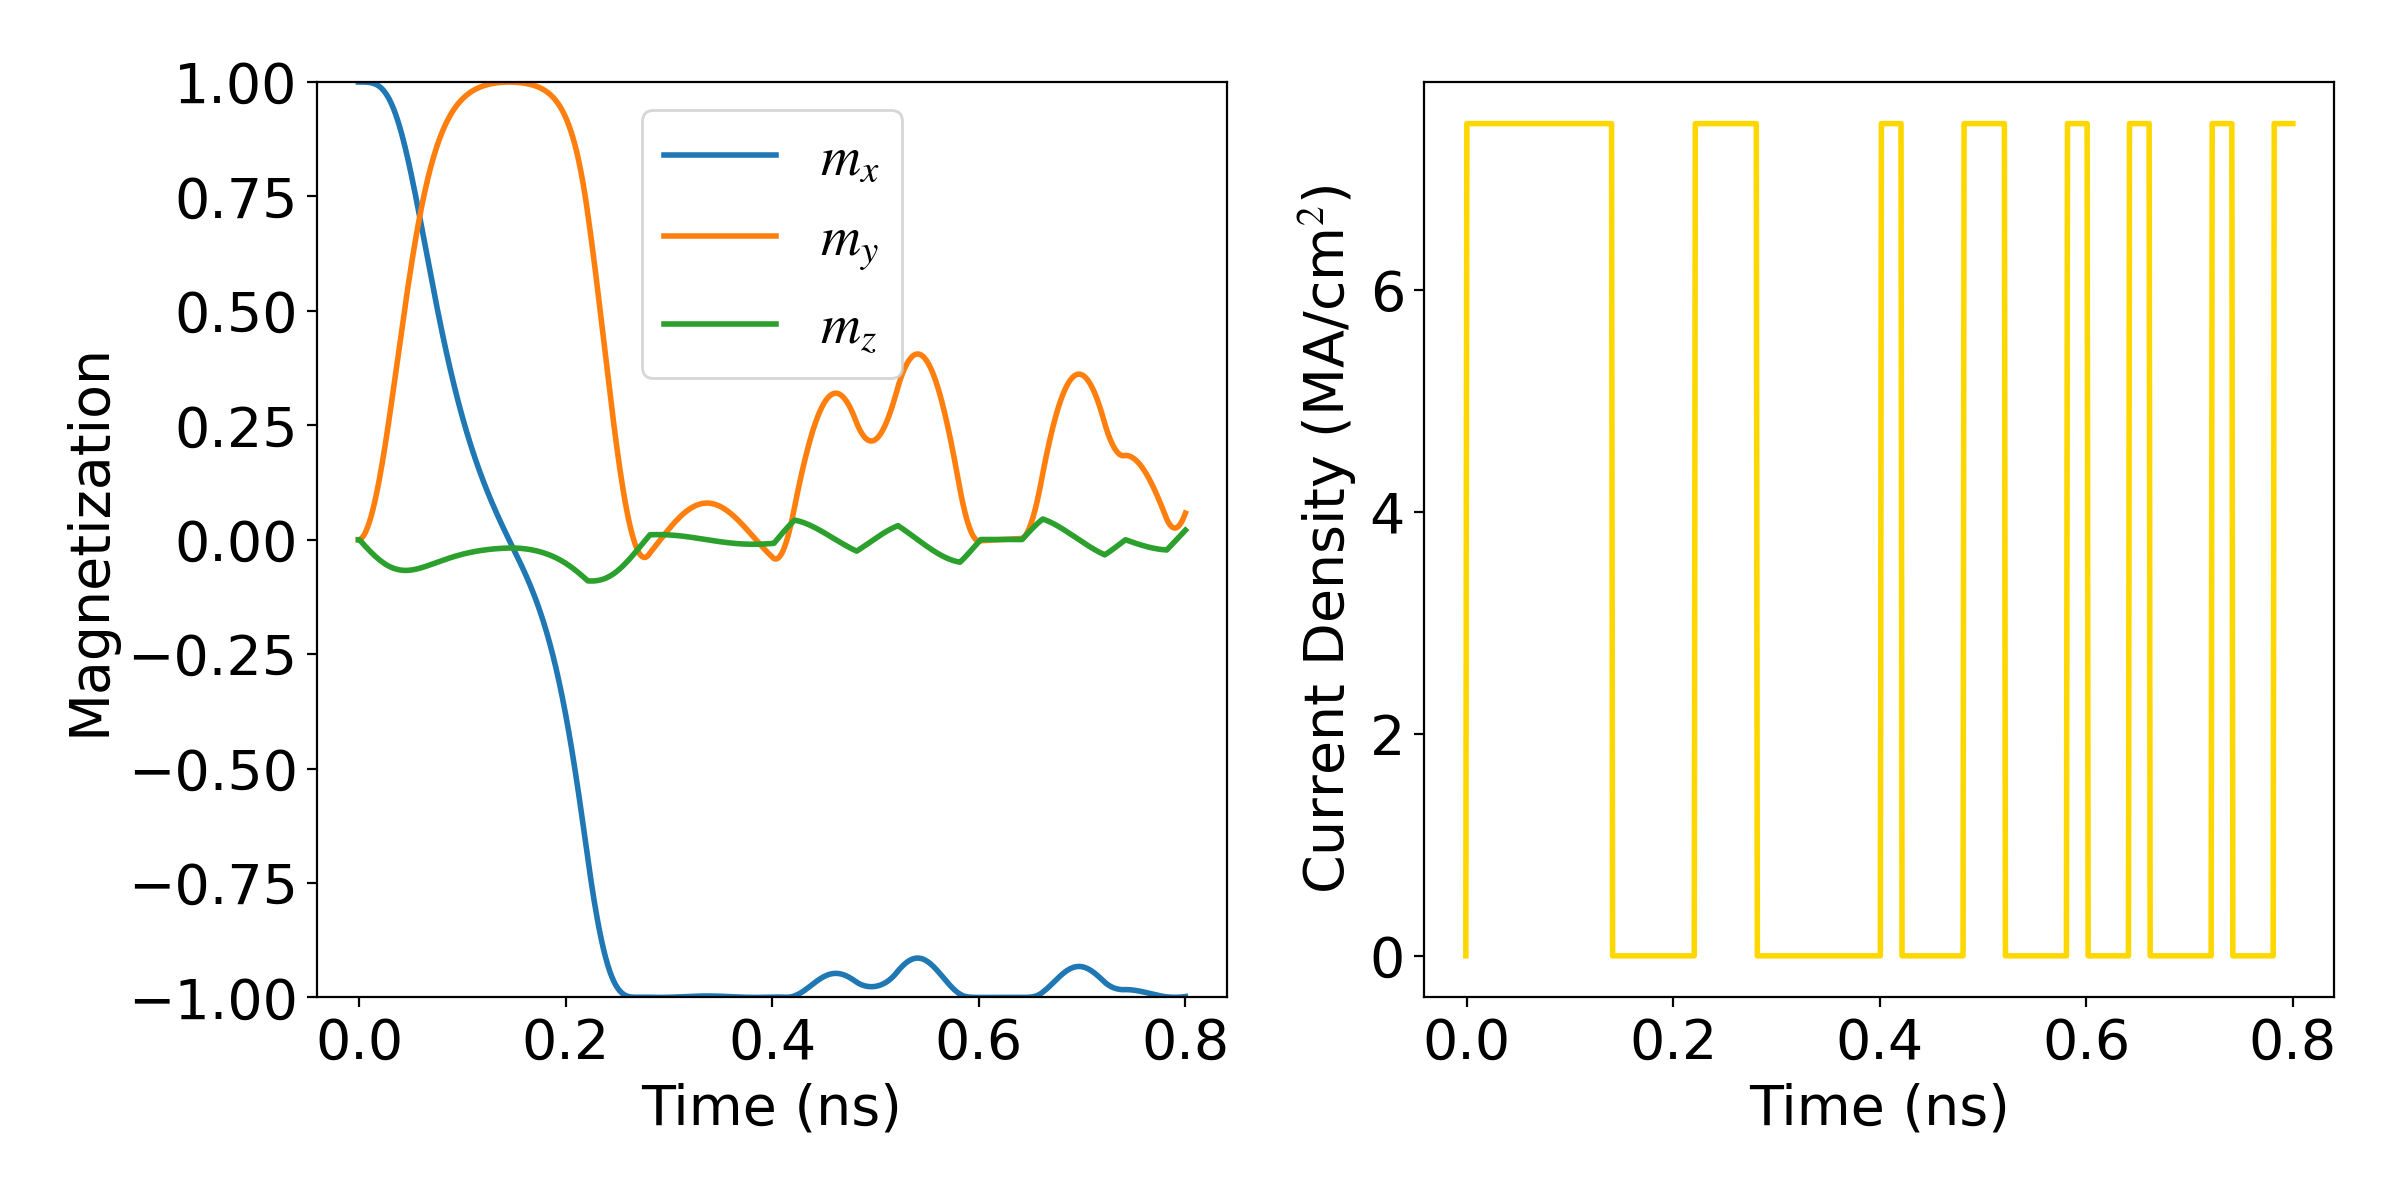 1.00
0.75
0.50
0.25
0.00
−0.25
−0.50
−0.75
−1.00
Magnetization
0.0 0.2 0.4 0.6 0.8
Time (ns)
m_x
m_y
m_z
6
4
2
0
Current Density (MA/cm²)
0.0 0.2 0.4 0.6 0.8
Time (ns)